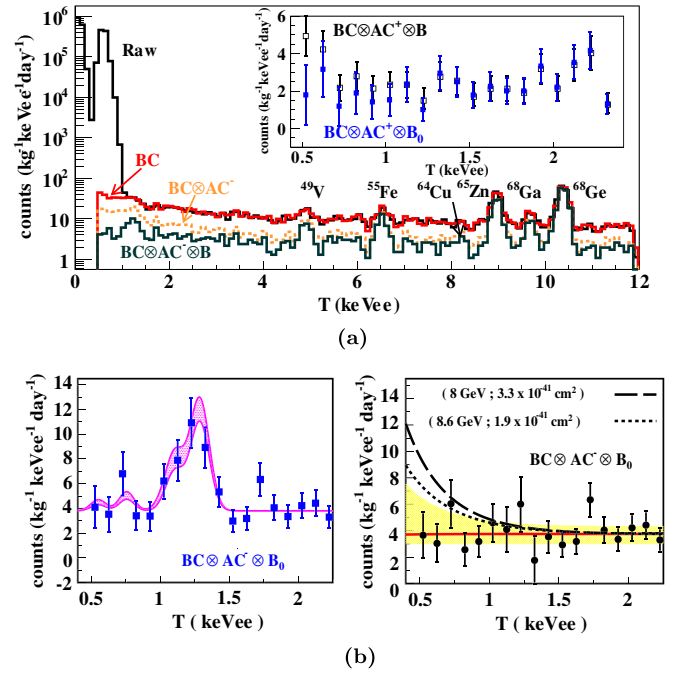 10⁶
10⁵
10⁴
10³
10²
10
1
counts (kg⁻¹keVee⁻¹day⁻¹)
Raw
BC
BC⊗AC⁻
BC⊗AC⁻⊗B
⁴⁹V
⁵⁵Fe
⁶⁴Cu
⁶⁵Zn
⁶⁸Ga
⁶⁸Ge
0 2 4 6 8 10 12
T (keVee)
6
4
2
0
counts (kg⁻¹keVee⁻¹day⁻¹)
BC⊗AC⁺⊗B
BC⊗AC⁺⊗B₀
0.5 1 1.5 2
T (keVee)
(a)
14
12
10
8
6
4
2
0
-2
counts (kg⁻¹ keVee⁻¹ day⁻¹)
BC⊗AC⁻⊗B₀
0.5 1 1.5 2
T ( keVee )
14
12
10
8
6
4
2
0
counts (kg⁻¹ keVee⁻¹ day⁻¹)
( 8 GeV ; 3.3 x 10⁻⁴¹ cm² )
( 8.6 GeV ; 1.9 x 10⁻⁴¹ cm² )
BC⊗AC⁻⊗B₀
0.5 1 1.5 2
T ( keVee )
(b)